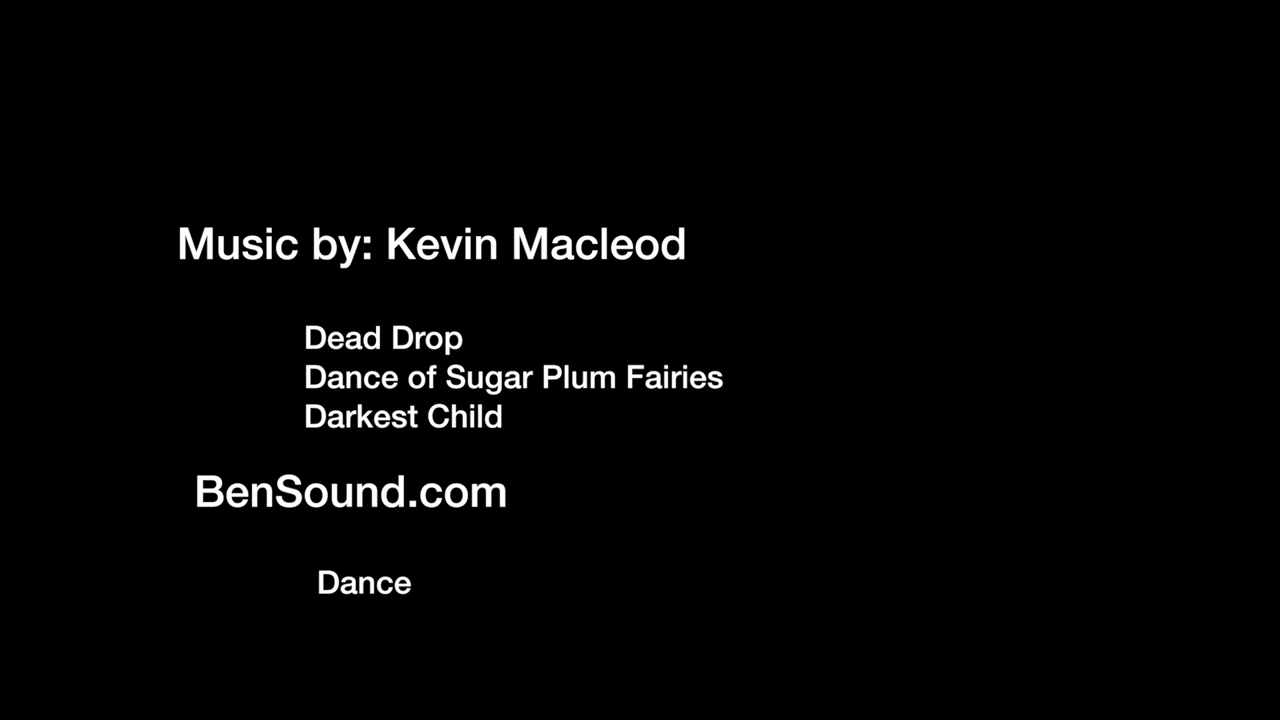 Music by: Kevin Macleod
Dead Drop
Dance of Sugar Plum Fairies
Darkest Child
BenSound.com
Dance